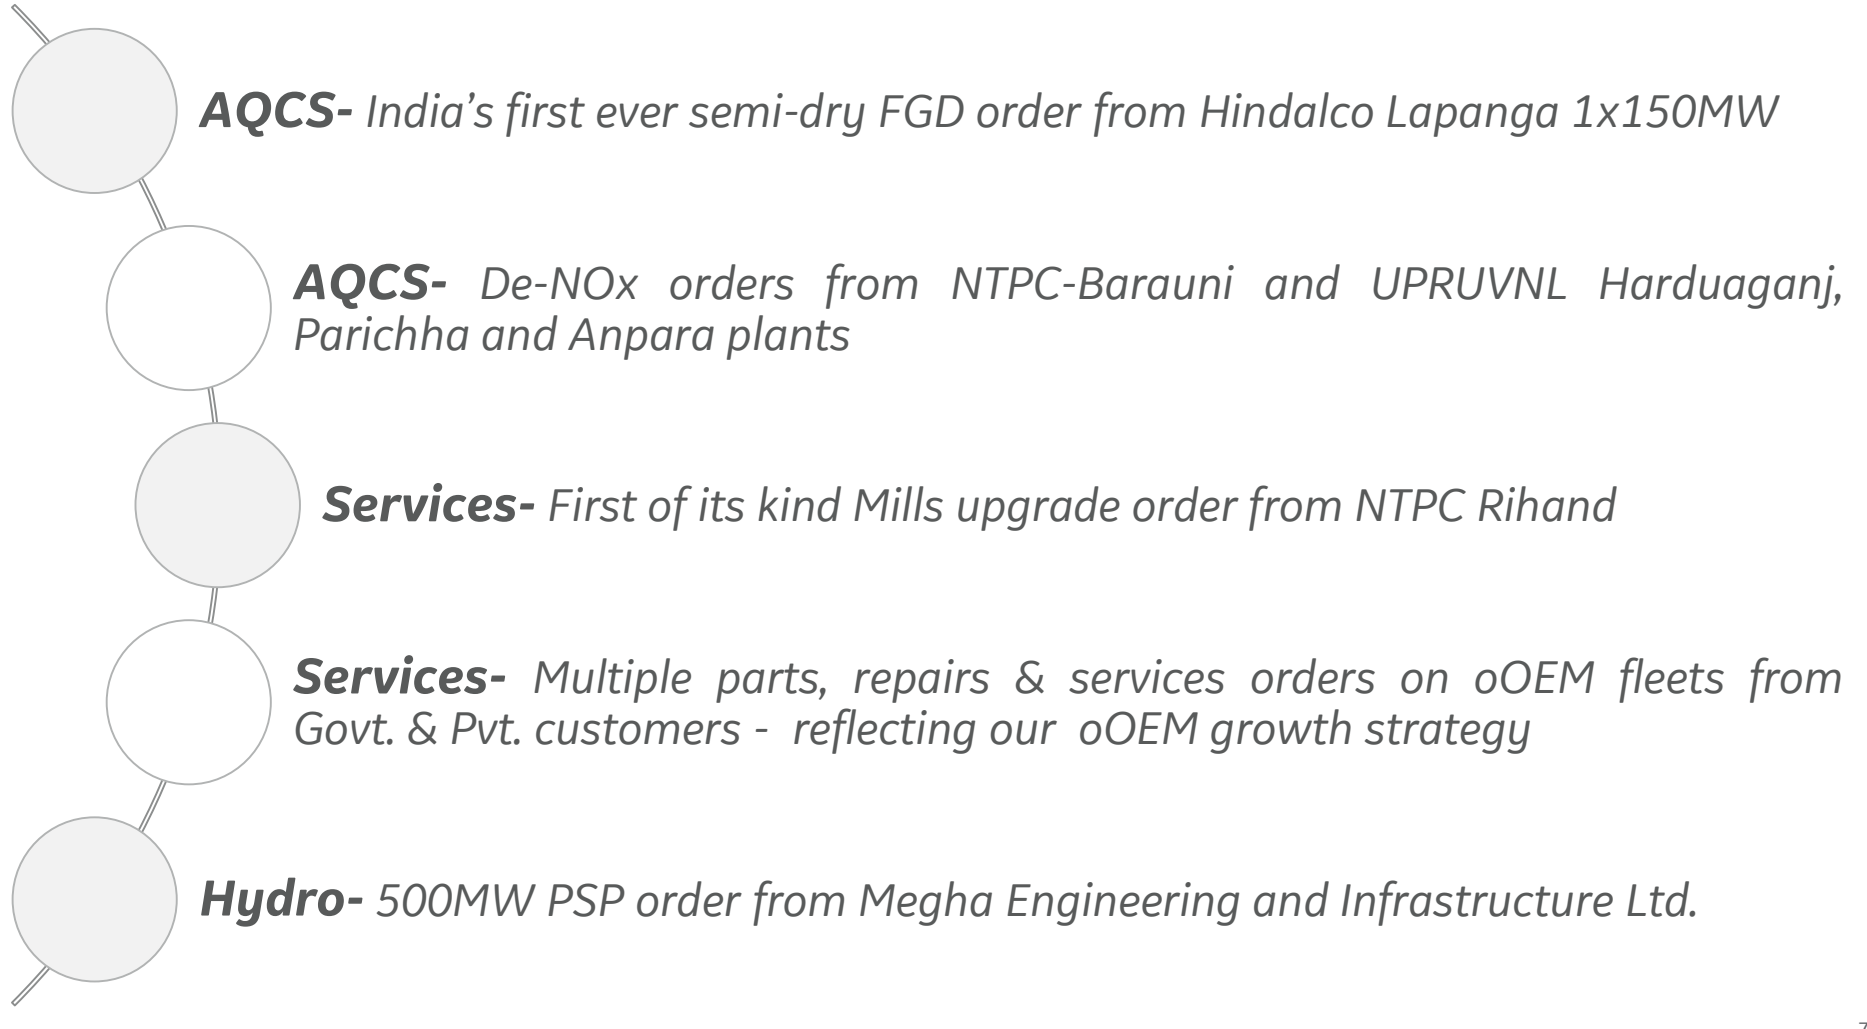 AQCS- India’s first ever semi-dry FGD order from Hindalco Lapanga 1x150MW
AQCS- De-NOx orders from NTPC-Barauni and UPRUVNL Harduaganj,
Parichha and Anpara plants
Services- First of its kind Mills upgrade order from NTPC Rihand
Services- Multiple parts, repairs & services orders on oOEM fleets from
Govt. & Pvt. customers - reflecting our oOEM growth strategy
Hydro- 500MW PSP order from Megha Engineering and Infrastructure Ltd.